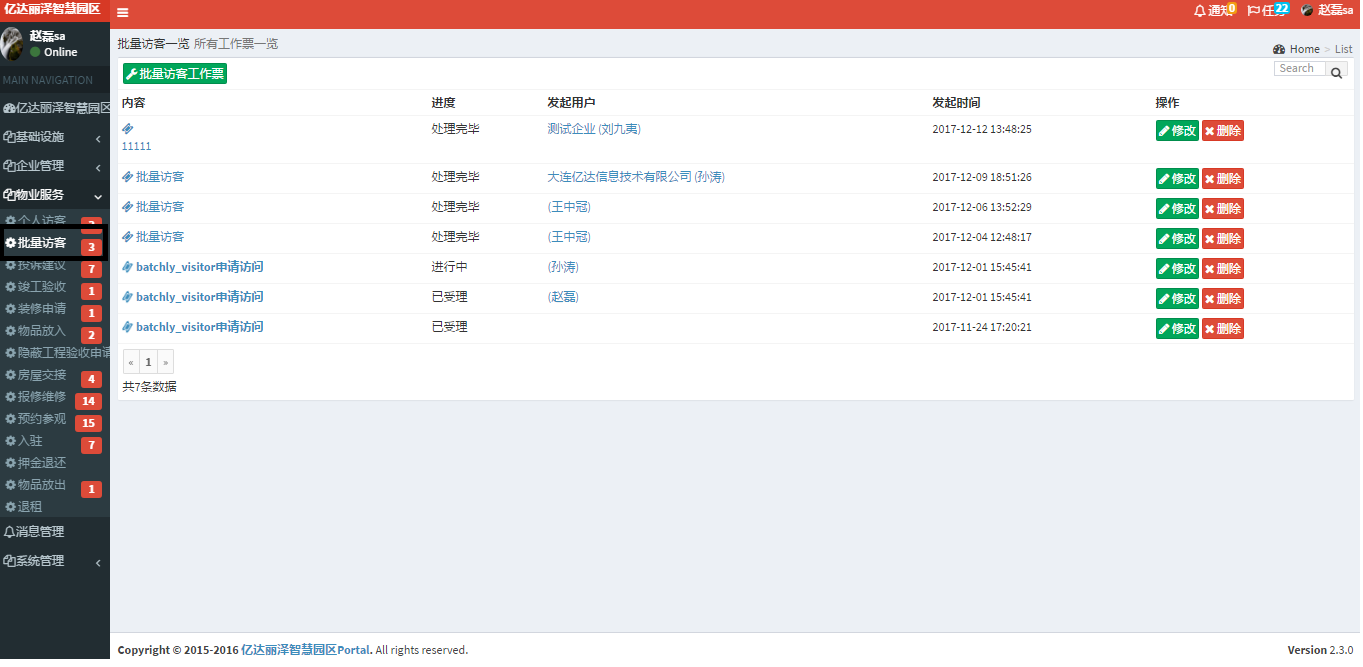 亿达丽泽智慧园区
通知 0 任务 22 赵磊sa
赵磊sa
Online
MAIN NAVIGATION
亿达丽泽智慧园区
基础设施
企业管理
物业服务
个人访客
批量访客 3
投诉建议 7
竣工验收 1
装修申请 1
物品放入 2
隐蔽工程验收申请
房屋交接 4
报修维修 14
预约参观 15
入驻 7
押金退还
物品放出 1
退租
消息管理
系统管理
批量访客一览 所有工作票一览
Home > List
批量访客工作票
Search
内容 进度 发起用户 发起时间 操作
处理完毕 测试企业 (刘九夷) 2017-12-12 13:48:25 修改 删除
11111
批量访客 处理完毕 大连亿达信息技术有限公司 (孙涛) 2017-12-09 18:51:26 修改 删除
批量访客 处理完毕 (王中冠) 2017-12-06 13:52:29 修改 删除
批量访客 处理完毕 (王中冠) 2017-12-04 12:48:17 修改 删除
batchly_visitor申请访问 进行中 (孙涛) 2017-12-01 15:45:41 修改 删除
batchly_visitor申请访问 已受理 (赵磊) 2017-12-01 15:45:41 修改 删除
batchly_visitor申请访问 已受理 2017-11-24 17:20:21 修改 删除
« 1 »
共7条数据
Copyright © 2015-2016 亿达丽泽智慧园区Portal. All rights reserved.
Version 2.3.0